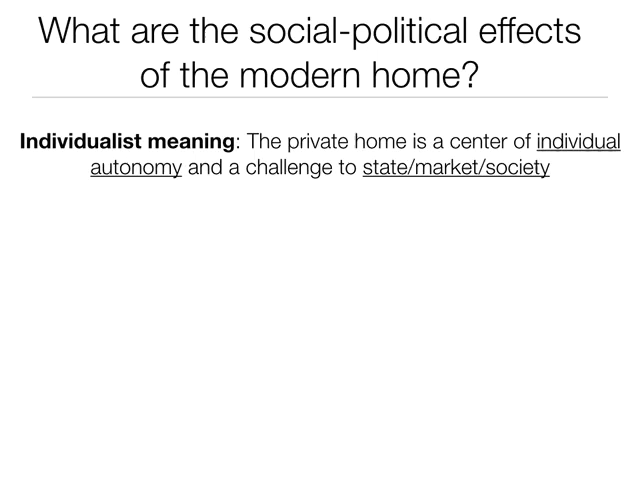 What are the social-political effects
of the modern home?
Individualist meaning: The private home is a center of individual
autonomy and a challenge to state/market/society